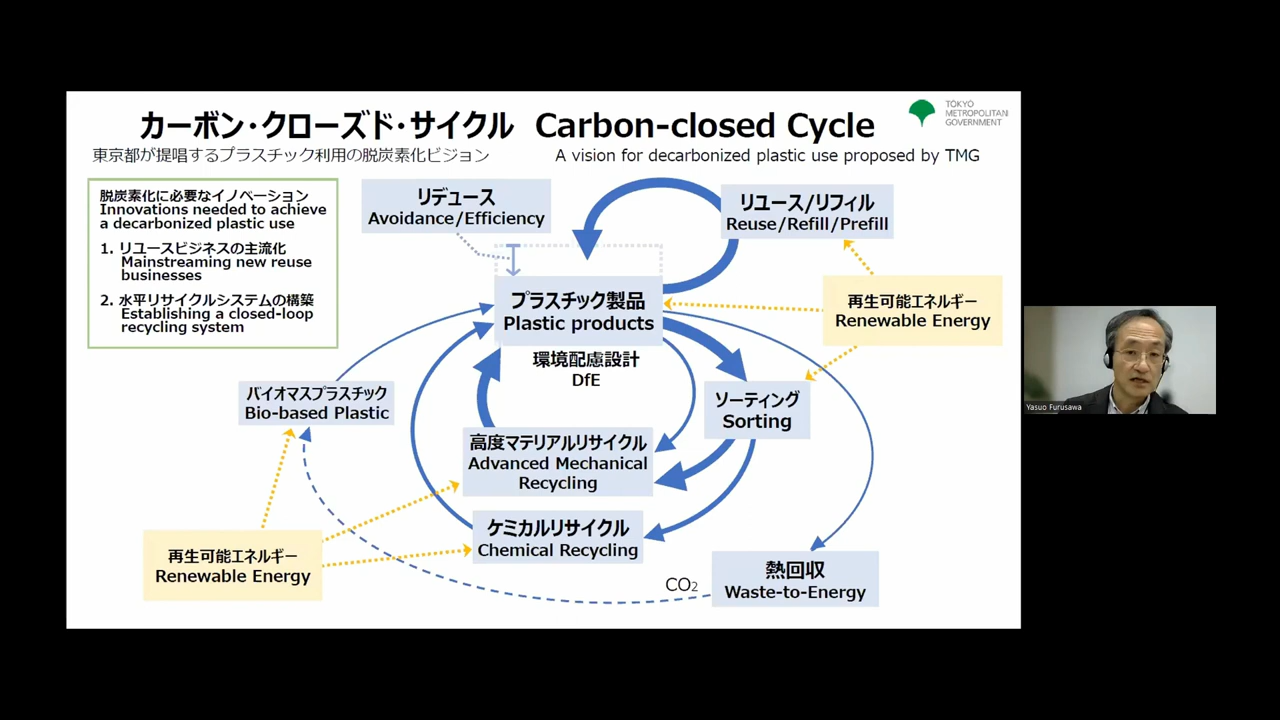 カーボン・クローズド・サイクル Carbon-closed Cycle
TOKYO
METROPOLITAN
GOVERNMENT
東京都が提唱するプラスチック利用の脱炭素化ビジョン
A vision for decarbonized plastic use proposed by TMG
脱炭素化に必要なイノベーション
Innovations needed to achieve
a decarbonized plastic use
1. リユースビジネスの主流化
Mainstreaming new reuse
businesses
2. 水平リサイクルシステムの構築
Establishing a closed-loop
recycling system
リデュース
Avoidance/Efficiency
リユース/リフィル
Reuse/Refill/Prefill
プラスチック製品
Plastic products
環境配慮設計
DfE
再生可能エネルギー
Renewable Energy
バイオマスプラスチック
Bio-based Plastic
ソーティング
Sorting
高度マテリアルリサイクル
Advanced Mechanical
Recycling
ケミカルリサイクル
Chemical Recycling
再生可能エネルギー
Renewable Energy
熱回収
Waste-to-Energy
CO2
Yasuo Furusawa